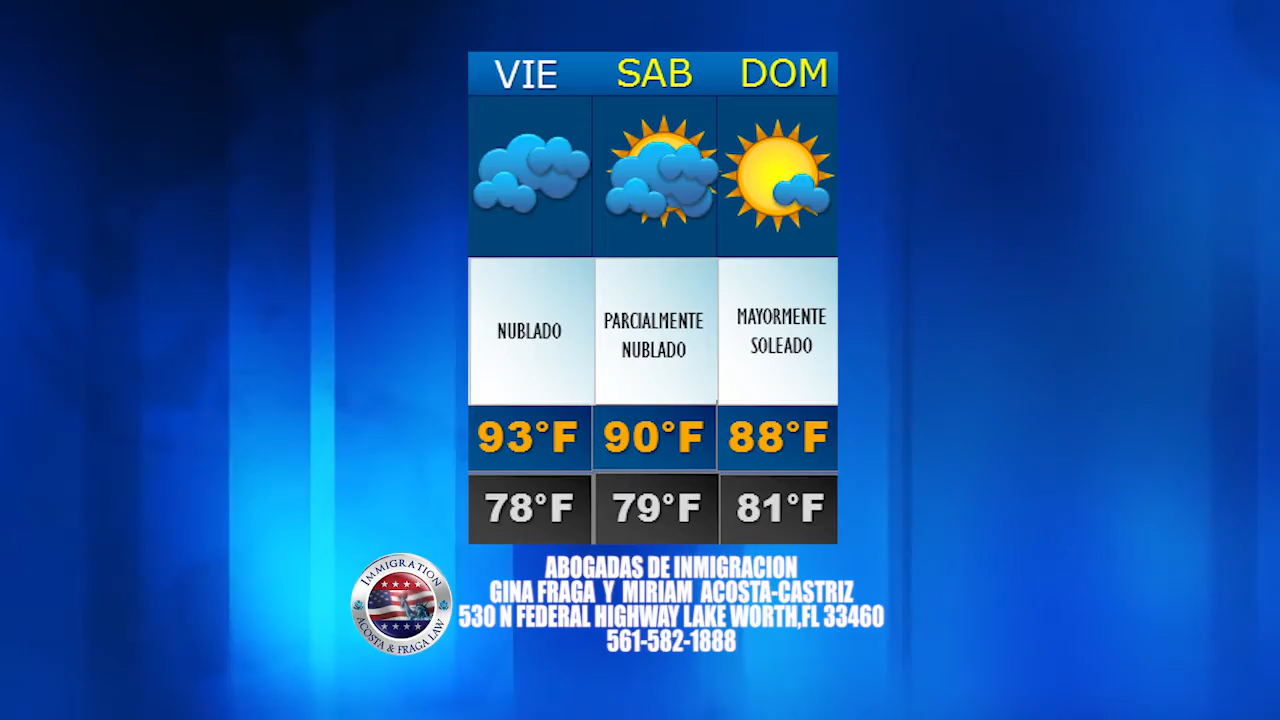 VIE SAB DOM
NUBLADO
PARCIALMENTE
NUBLADO
MAYORMENTE
SOLEADO
93°F 90°F 88°F
78°F 79°F 81°F
IMMIGRATION
ACOSTA & FRAGA LAW
ABOGADAS DE INMIGRACION
GINA FRAGA Y MIRIAM ACOSTA-CASTRIZ
530 N FEDERAL HIGHWAY LAKE WORTH,FL 33460
561-582-1888